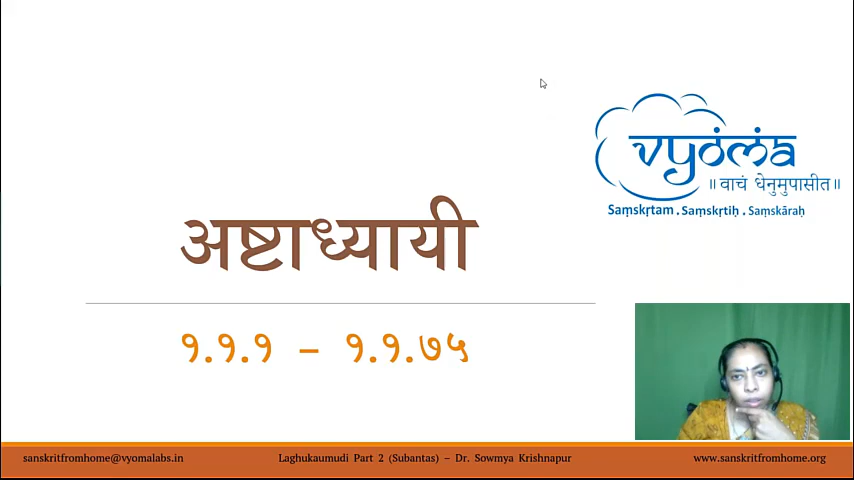 vyoma
॥ वाचं धेनुमुपासीत॥
Saṃskṛtam . Saṃskṛtiḥ . Saṃskāraḥ
अष्टाध्यायी
१.१.१ – १.१.७५
sanskritfromhome@vyomalabs.in
Laghukaumudi Part 2 (Subantas) – Dr. Sowmya Krishnapur
www.sanskritfromhome.org